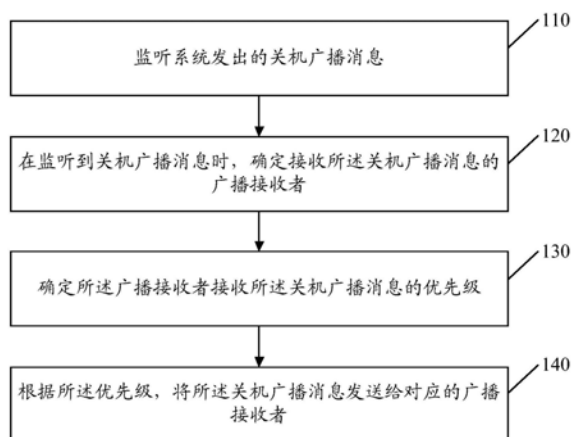 110
监听系统发出的关机广播消息
120
在监听到关机广播消息时，确定接收所述关机广播消息的
广播接收者
130
确定所述广播接收者接收所述关机广播消息的优先级
140
根据所述优先级，将所述关机广播消息发送给对应的广播
接收者